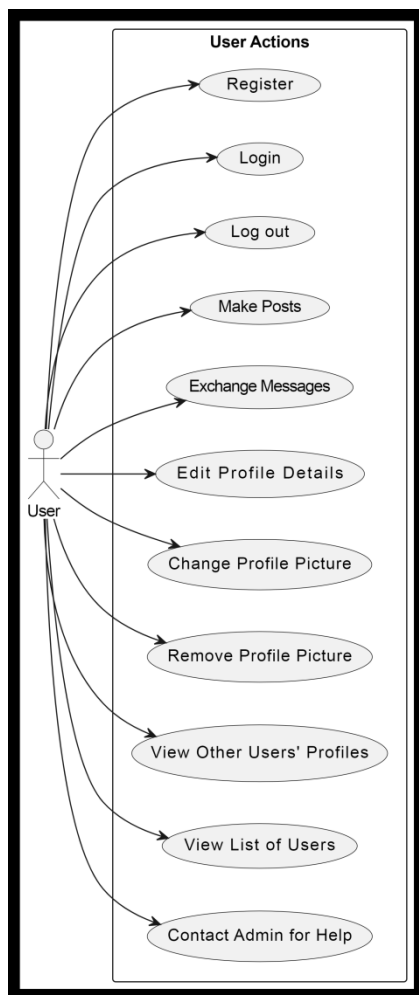 User Actions
Register
Login
Log out
Make Posts
Exchange Messages
Edit Profile Details
User
Change Profile Picture
Remove Profile Picture
View Other Users' Profiles
View List of Users
Contact Admin for Help